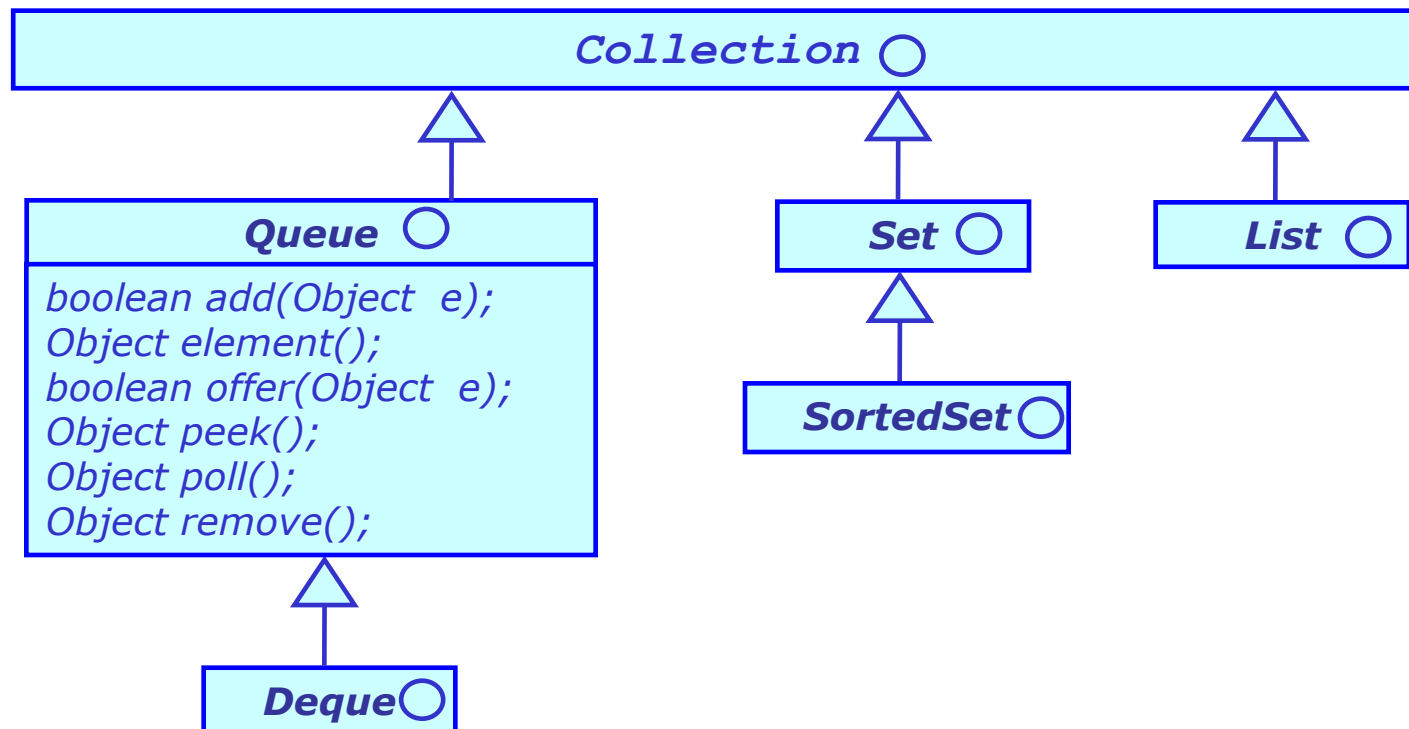 Collection
Queue
Set
List
boolean add(Object  e);
Object element();
boolean offer(Object  e);
Object peek();
Object poll();
Object remove();
SortedSet
Deque